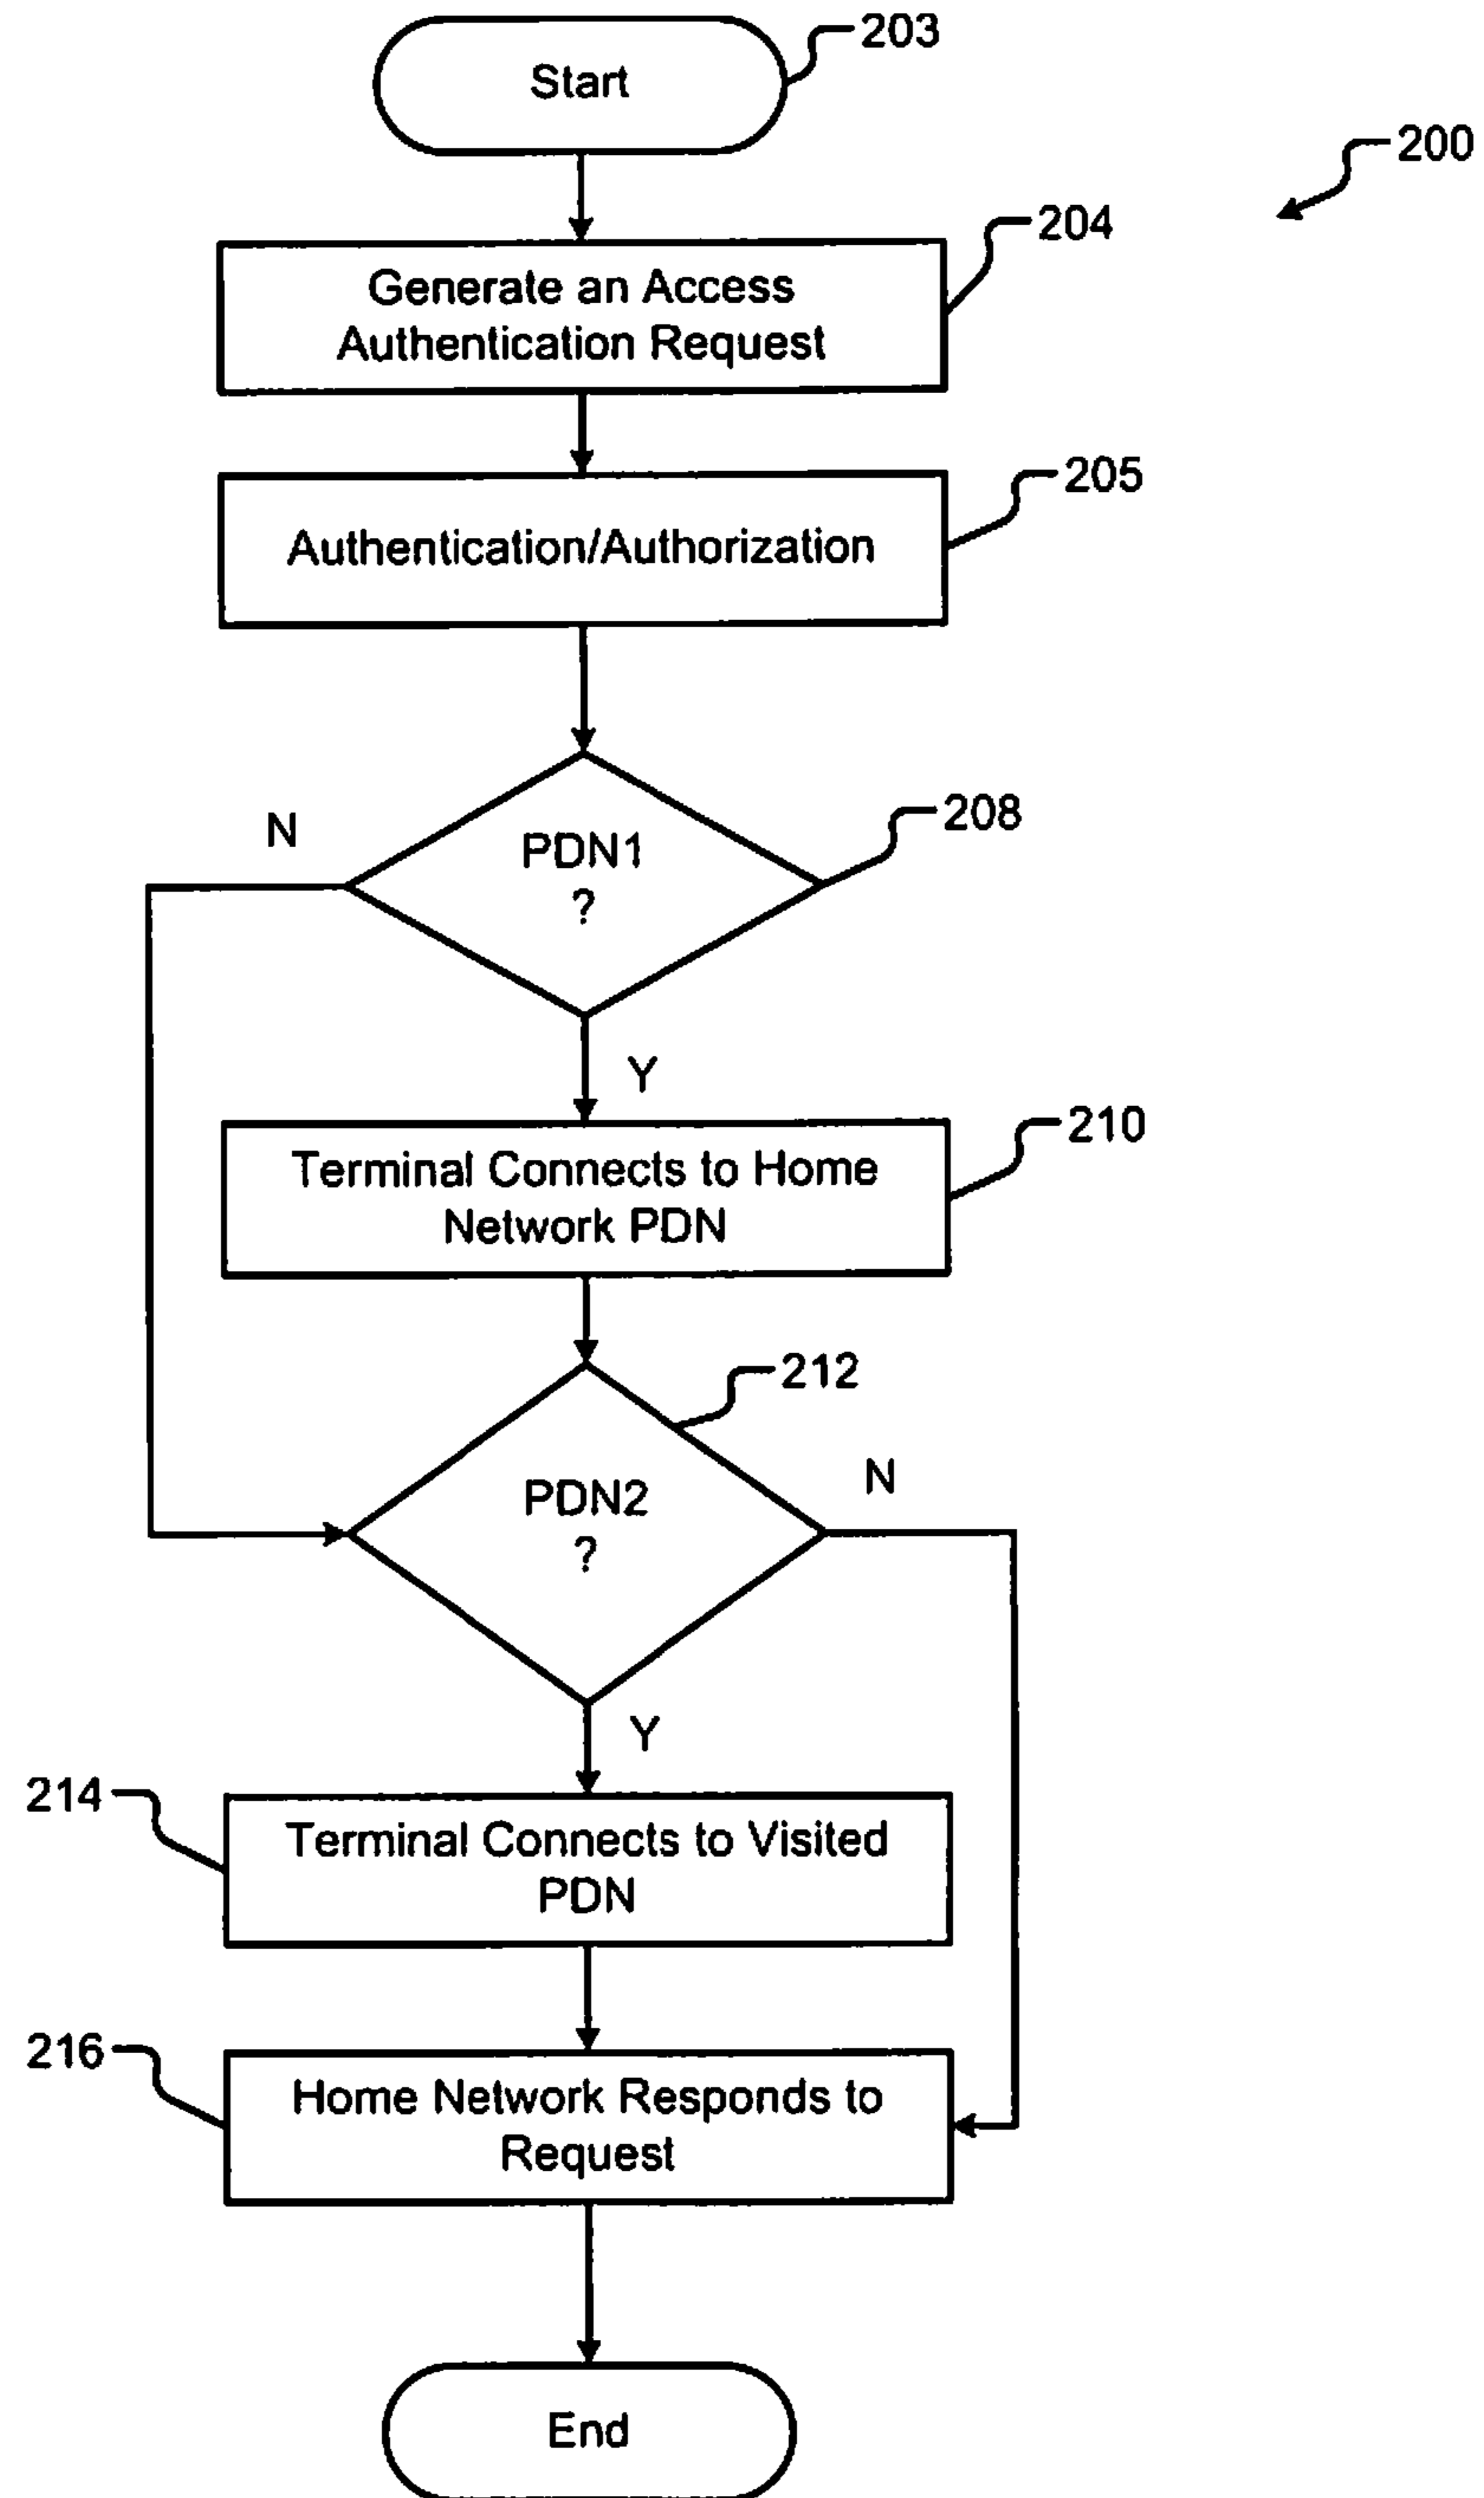 203
Start
200
204
Generate an Access
Authentication Request
205
Authentication/Authorization
N
PDN1
?
208
Y
210
Terminal Connects to Home
Network PDN
212
PDN2
?
N
Y
214
Terminal Connects to Visited
PDN
216
Home Network Responds to
Request
End